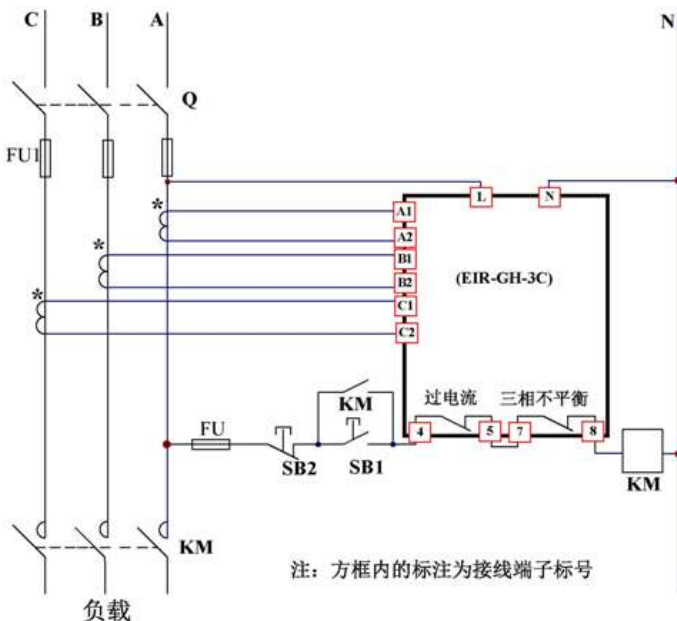 C B A N
Q
FU1
L N
* A1
A2
* B1
B2
(EIR-GH-3C)
* C1
C2
过电流 三相不平衡
KM
4 5 7 8
FU
SB2 SB1 KM
KM
注：方框内的标注为接线端子标号
负载